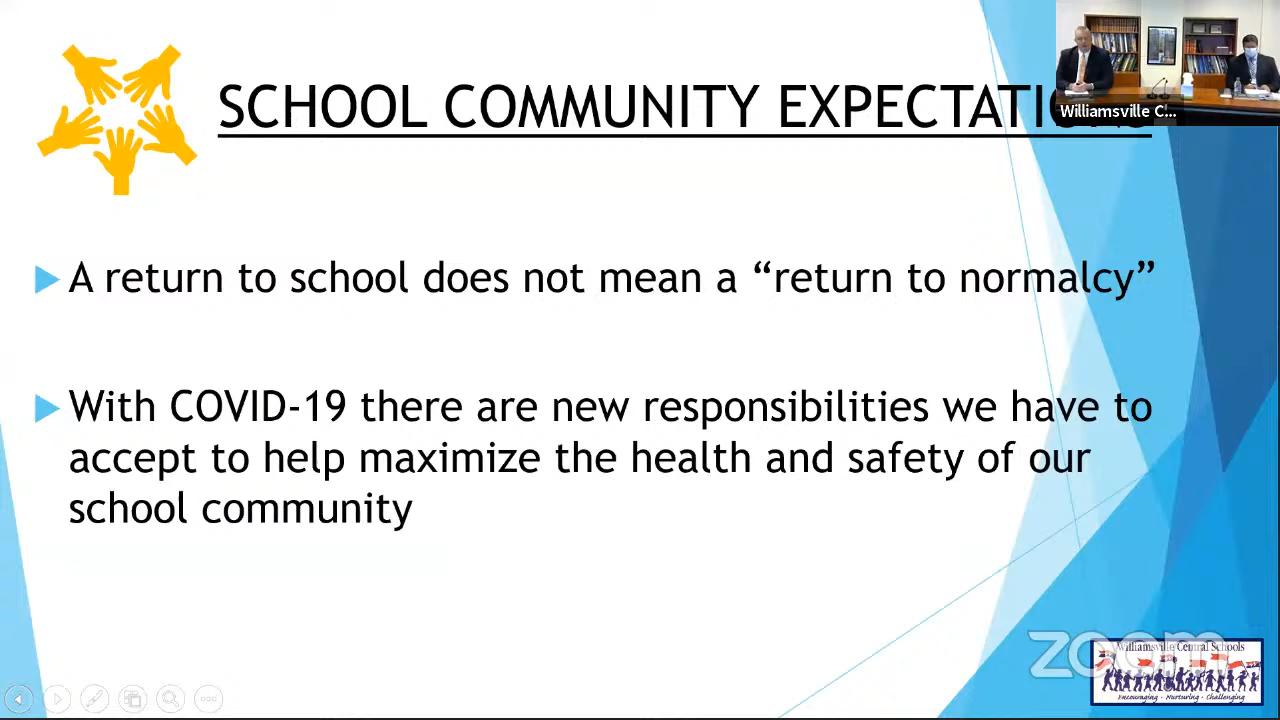 SCHOOL COMMUNITY EXPECTATIONS
Williamsville C...
A return to school does not mean a “return to normalcy”
With COVID-19 there are new responsibilities we have to
accept to help maximize the health and safety of our
school community
zoom
Williamsville Central Schools
Encouraging · Nurturing · Challenging